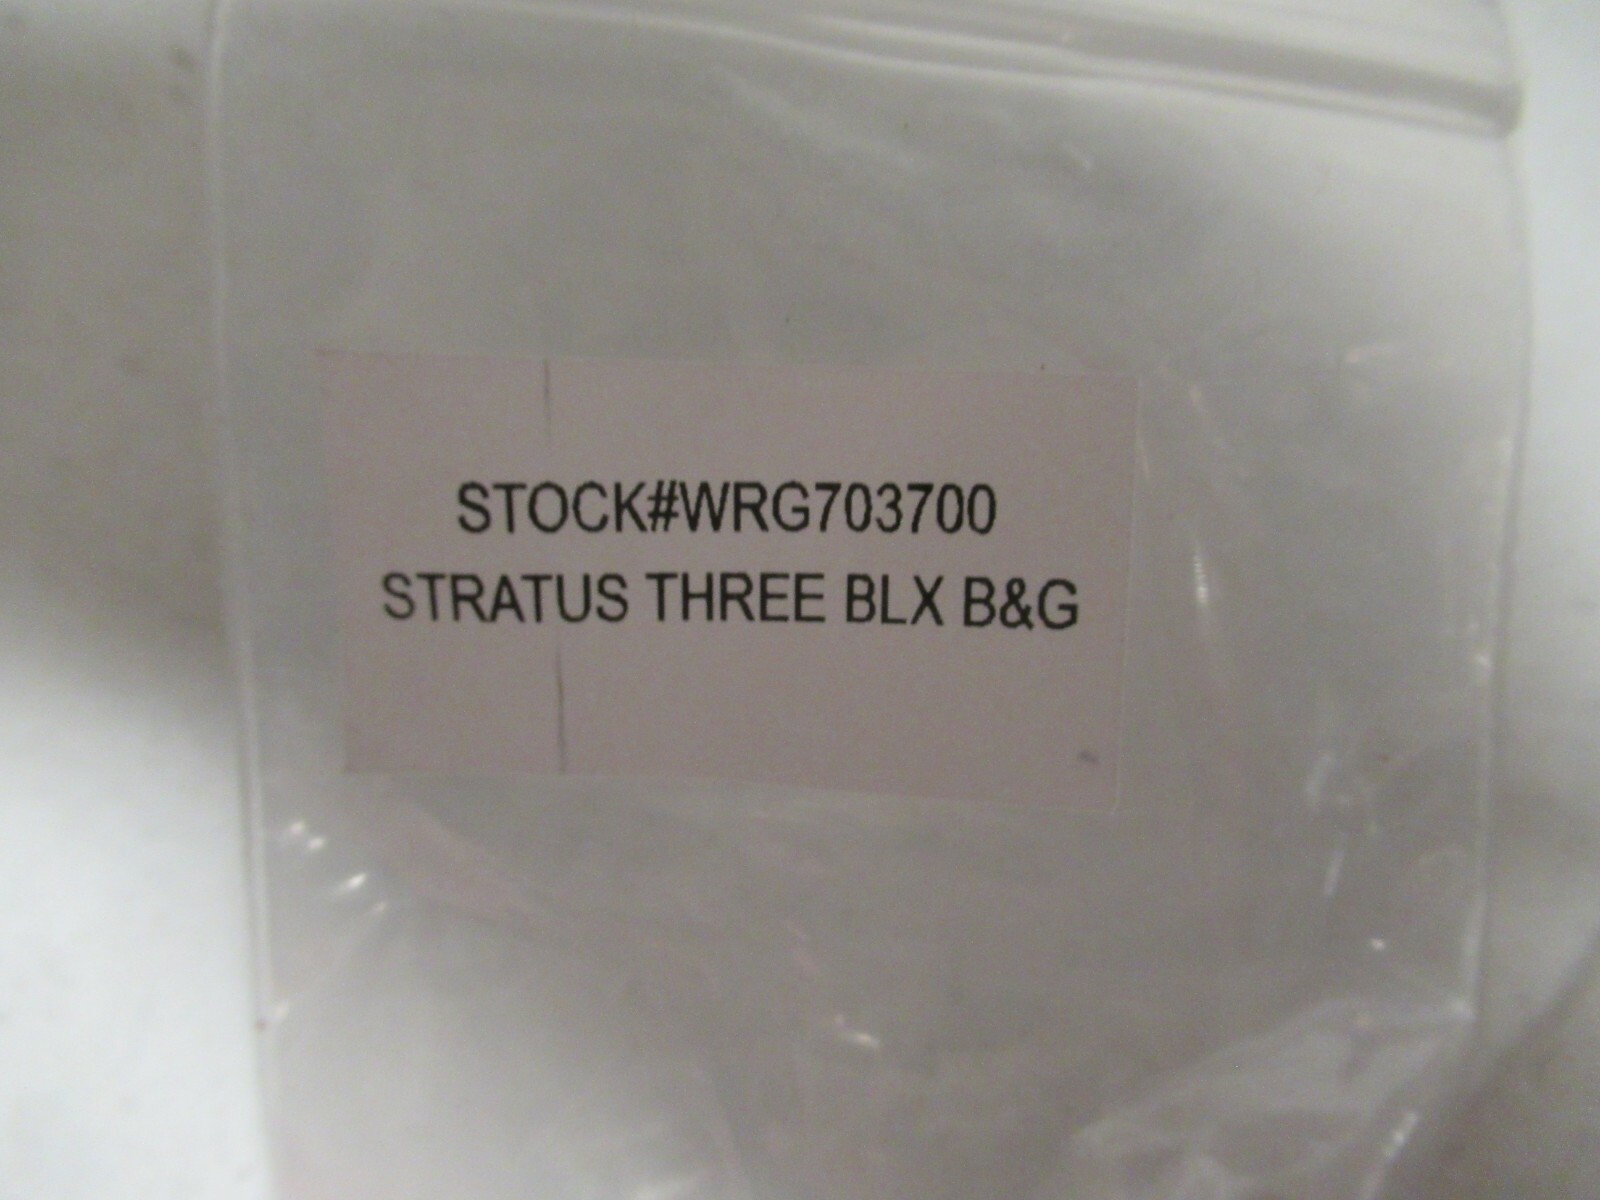 STOCK#WRG703700
STRATUS THREE BLX B&G